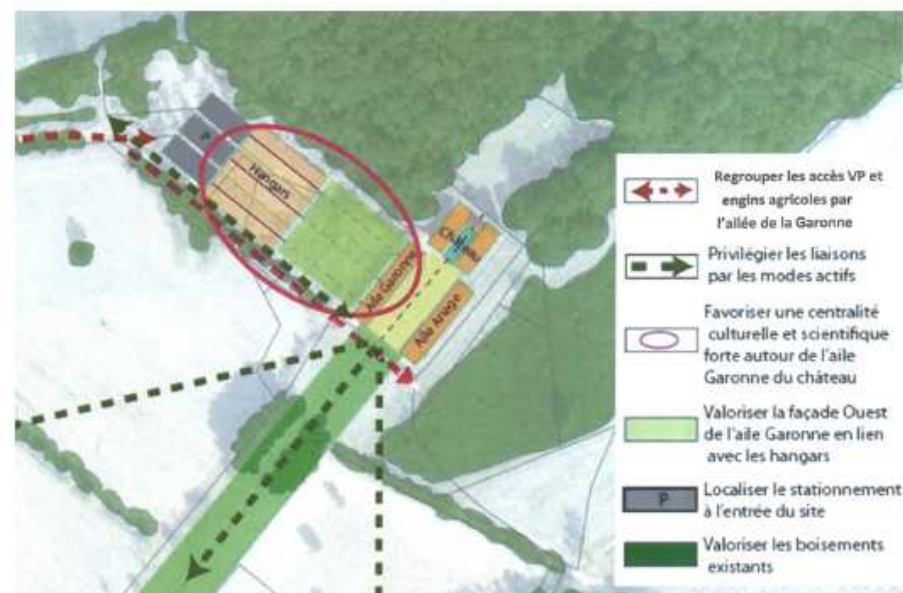 P
Hangars
Château
Aile Garonne
Aile Ariège
Regrouper les accès VP et
engins agricoles par
l'allée de la Garonne
Privilégier les liaisons
par les modes actifs
Favoriser une centralité
culturelle et scientifique
forte autour de l'aile
Garonne du château
Valoriser la façade Ouest
de l'aile Garonne en lien
avec les hangars
P
Localiser le stationnement
à l'entrée du site
Valoriser les boisements
existants